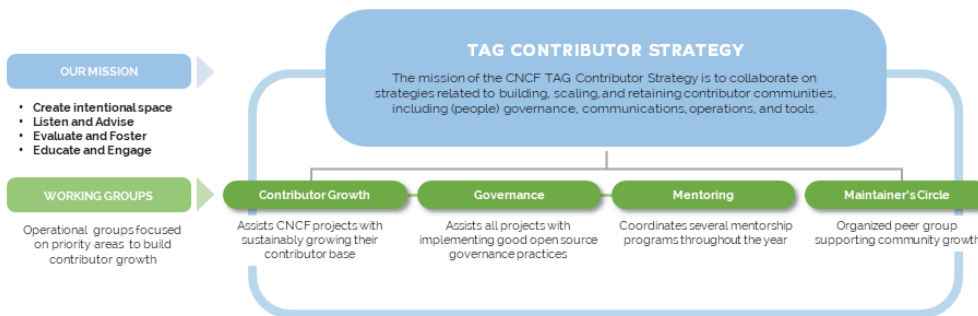 TAG CONTRIBUTOR STRATEGY
The mission of the CNCF TAG Contributor Strategy is to collaborate on
strategies related to building, scaling, and retaining contributor communities,
including (people) governance, communications, operations, and tools.
OUR MISSION
• Create intentional space
• Listen and Advise
• Evaluate and Foster
• Educate and Engage
WORKING GROUPS
Operational groups focused
on priority areas to build
contributor growth
Contributor Growth
Assists CNCF projects with
sustainably growing their
contributor base
Governance
Assists all projects with
implementing good open source
governance practices
Mentoring
Coordinates several mentorship
programs throughout the year
Maintainer's Circle
Organized peer group
supporting community growth